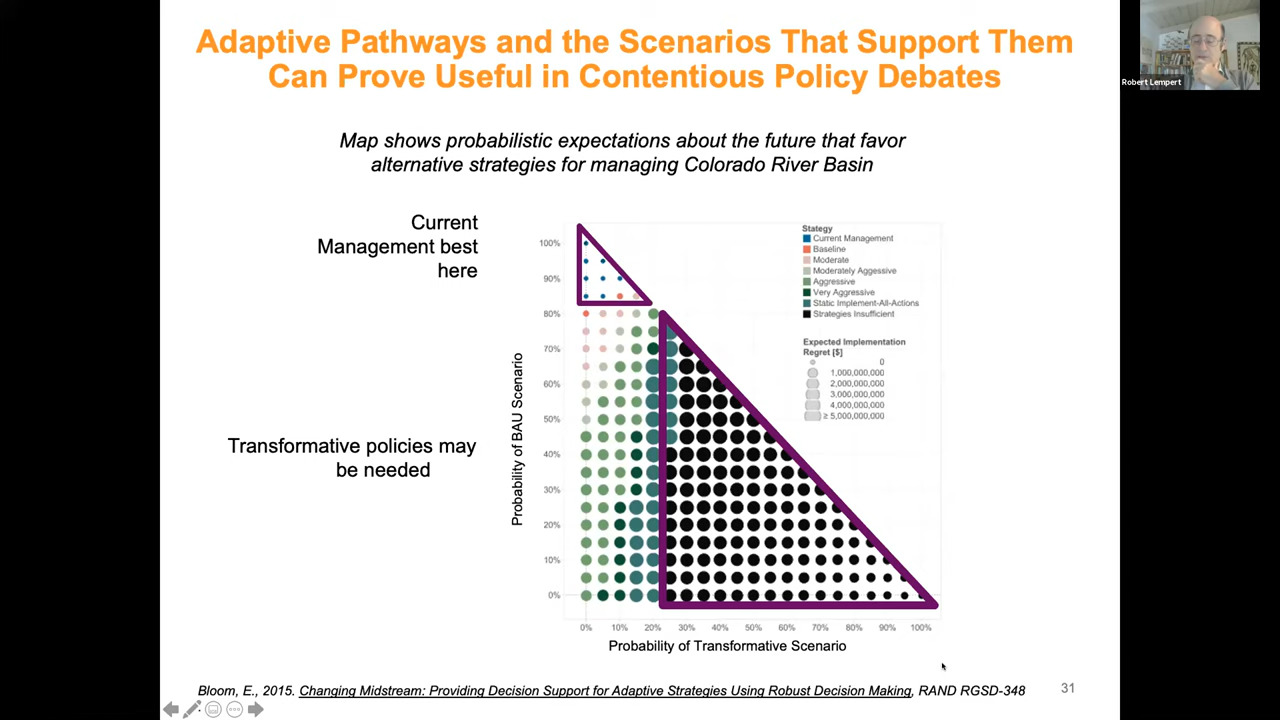 Adaptive Pathways and the Scenarios That Support Them
Can Prove Useful in Contentious Policy Debates
Robert Lempert
Map shows probabilistic expectations about the future that favor
alternative strategies for managing Colorado River Basin
Current
Management best
here
Transformative policies may
be needed
Probability of BAU Scenario
100%
90%
80%
70%
60%
50%
40%
30%
20%
10%
0%
0% 10% 20% 30% 40% 50% 60% 70% 80% 90% 100%
Probability of Transformative Scenario
Stategy
Current Management
Baseline
Moderate
Moderately Aggessive
Aggressive
Very Aggressive
Static Implement-All-Actions
Strategies Insufficient
Expected Implementation
Regret [$]
0
1,000,000,000
2,000,000,000
3,000,000,000
4,000,000,000
≥ 5,000,000,000
Bloom, E., 2015. Changing Midstream: Providing Decision Support for Adaptive Strategies Using Robust Decision Making, RAND RGSD-348
31